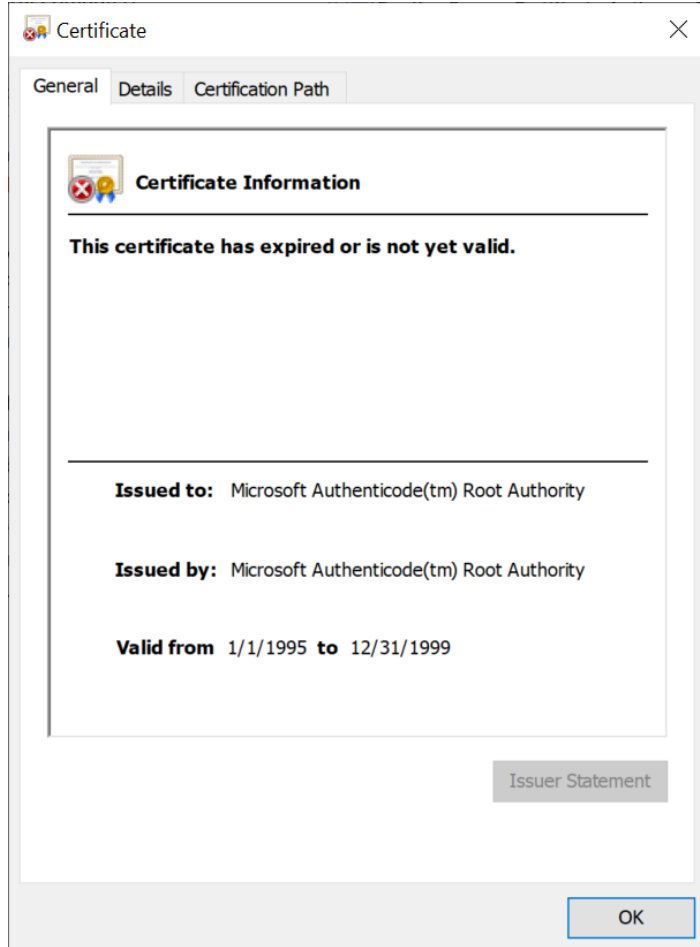 Certificate
General Details Certification Path
Certificate Information
This certificate has expired or is not yet valid.
Issued to: Microsoft Authenticode(tm) Root Authority
Issued by: Microsoft Authenticode(tm) Root Authority
Valid from 1/1/1995 to 12/31/1999
Issuer Statement
OK